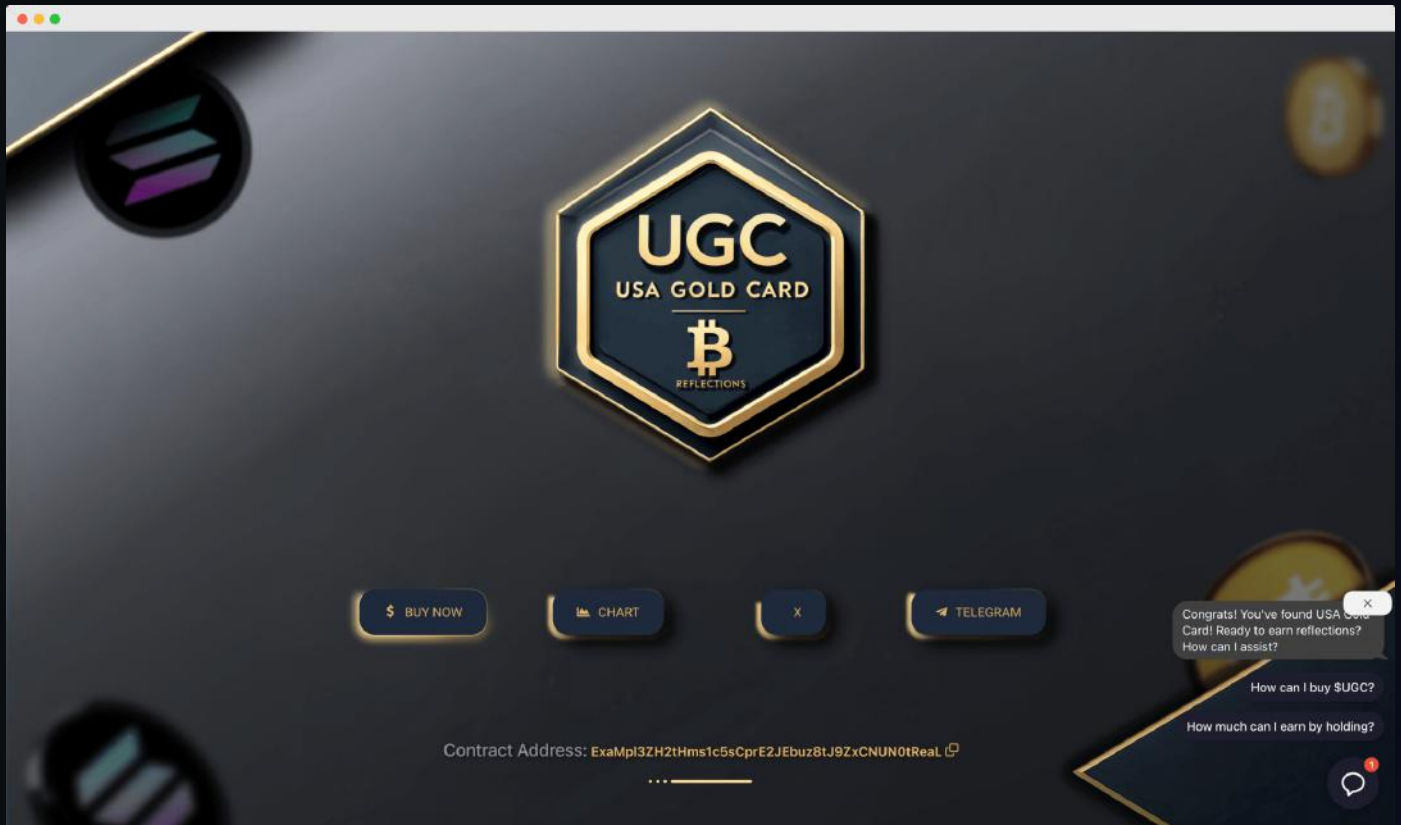 UGC
USA GOLD CARD
REFLECTIONS
$ BUY NOW
CHART
X
TELEGRAM
Contract Address: ExaMpl3ZH2tHms1c5sCprE2JEbuz8tJ9ZxCNUN0tReaL
X
Congrats! You've found USA Gold
Card! Ready to earn reflections?
How can I assist?
How can I buy $UGC?
How much can I earn by holding?
1